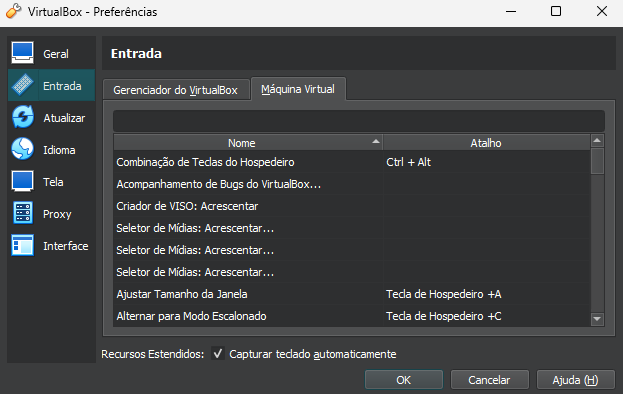 VirtualBox - Preferências
Geral
Entrada
Atualizar
Idioma
Tela
Proxy
Interface
Entrada
Gerenciador do VirtualBox
Máquina Virtual
Nome Atalho
Combinação de Teclas do Hospedeiro Ctrl + Alt
Acompanhamento de Bugs do VirtualBox...
Criador de VISO: Acrescentar
Seletor de Mídias: Acrescentar...
Seletor de Mídias: Acrescentar...
Seletor de Mídias: Acrescentar...
Ajustar Tamanho da Janela Tecla de Hospedeiro +A
Alternar para Modo Escalonado Tecla de Hospedeiro +C
Recursos Estendidos: Capturar teclado automaticamente
OK Cancelar Ajuda (H)